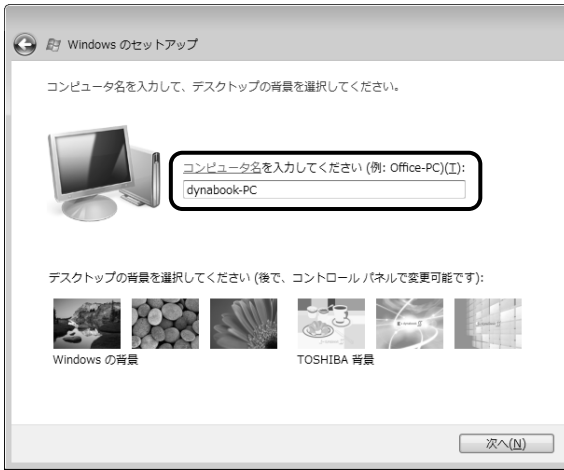 Windows のセットアップ
コンピュータ名を入力して、デスクトップの背景を選択してください。
コンピュータ名を入力してください (例: Office-PC)(T):
dynabook-PC
デスクトップの背景を選択してください (後で、コントロール パネルで変更可能です):
Windows の背景
TOSHIBA 背景
次へ(N)